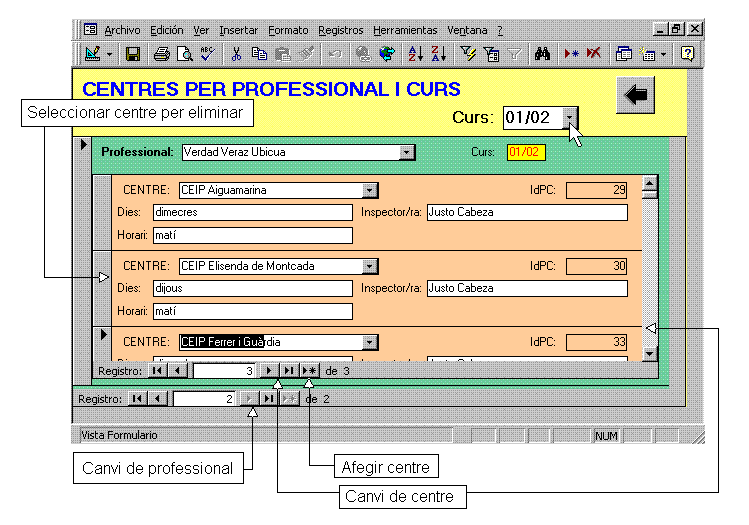 Archivo Edición Ver Insertar Formato Registros Herramientas Ventana ?
CENTRES PER PROFESSIONAL I CURS
Seleccionar centre per eliminar
Curs: 01/02
Professional: Verdad Veraz Ubicua Curs: 01/02
CENTRE: CEIP Aiguamarina IdPC: 29
Dies: dimecres Inspector/ra: Justo Cabeza
Horari: matí
CENTRE: CEIP Elisenda de Montcada IdPC: 30
Dies: dijous Inspector/ra: Justo Cabeza
Horari: matí
CENTRE: CEIP Ferrer i Guàrdia IdPC: 33
Registro: 3 de 3
Registro: 2 de 2
Vista Formulario NUM
Canvi de professional
Afegir centre
Canvi de centre